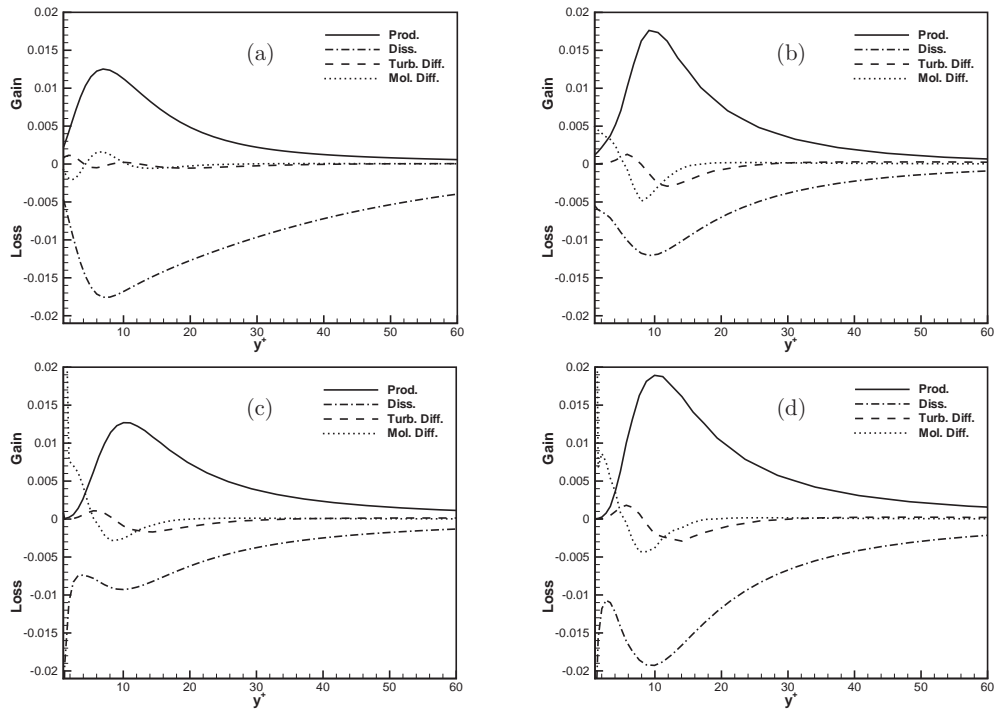 0.02
0.015
0.01
0.005
0
-0.005
-0.01
-0.015
-0.02
Gain
Loss
10
20
30
40
50
60
y+
(a)
Prod.
Diss.
Turb. Diff.
Mol. Diff.
0.02
0.015
0.01
0.005
0
-0.005
-0.01
-0.015
-0.02
Gain
Loss
10
20
30
40
50
60
y+
(b)
Prod.
Diss.
Turb. Diff.
Mol. Diff.
0.02
0.015
0.01
0.005
0
-0.005
-0.01
-0.015
-0.02
Gain
Loss
10
20
30
40
50
60
y+
(c)
Prod.
Diss.
Turb. Diff.
Mol. Diff.
0.02
0.015
0.01
0.005
0
-0.005
-0.01
-0.015
-0.02
Gain
Loss
10
20
30
40
50
60
y+
(d)
Prod.
Diss.
Turb. Diff.
Mol. Diff.